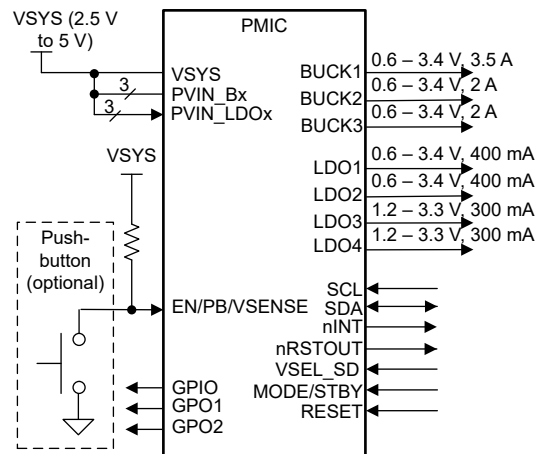 VSYS (2.5 V
to 5 V)
PMIC
VSYS
3
PVIN_Bx
3
PVIN_LDOx
VSYS
Push-
button
(optional)
EN/PB/VSENSE
GPIO
GPO1
GPO2
BUCK1
0.6 – 3.4 V, 3.5 A
BUCK2
0.6 – 3.4 V, 2 A
BUCK3
0.6 – 3.4 V, 2 A
LDO1
0.6 – 3.4 V, 400 mA
LDO2
0.6 – 3.4 V, 400 mA
LDO3
1.2 – 3.3 V, 300 mA
LDO4
1.2 – 3.3 V, 300 mA
SCL
SDA
nINT
nRSTOUT
VSEL_SD
MODE/STBY
RESET